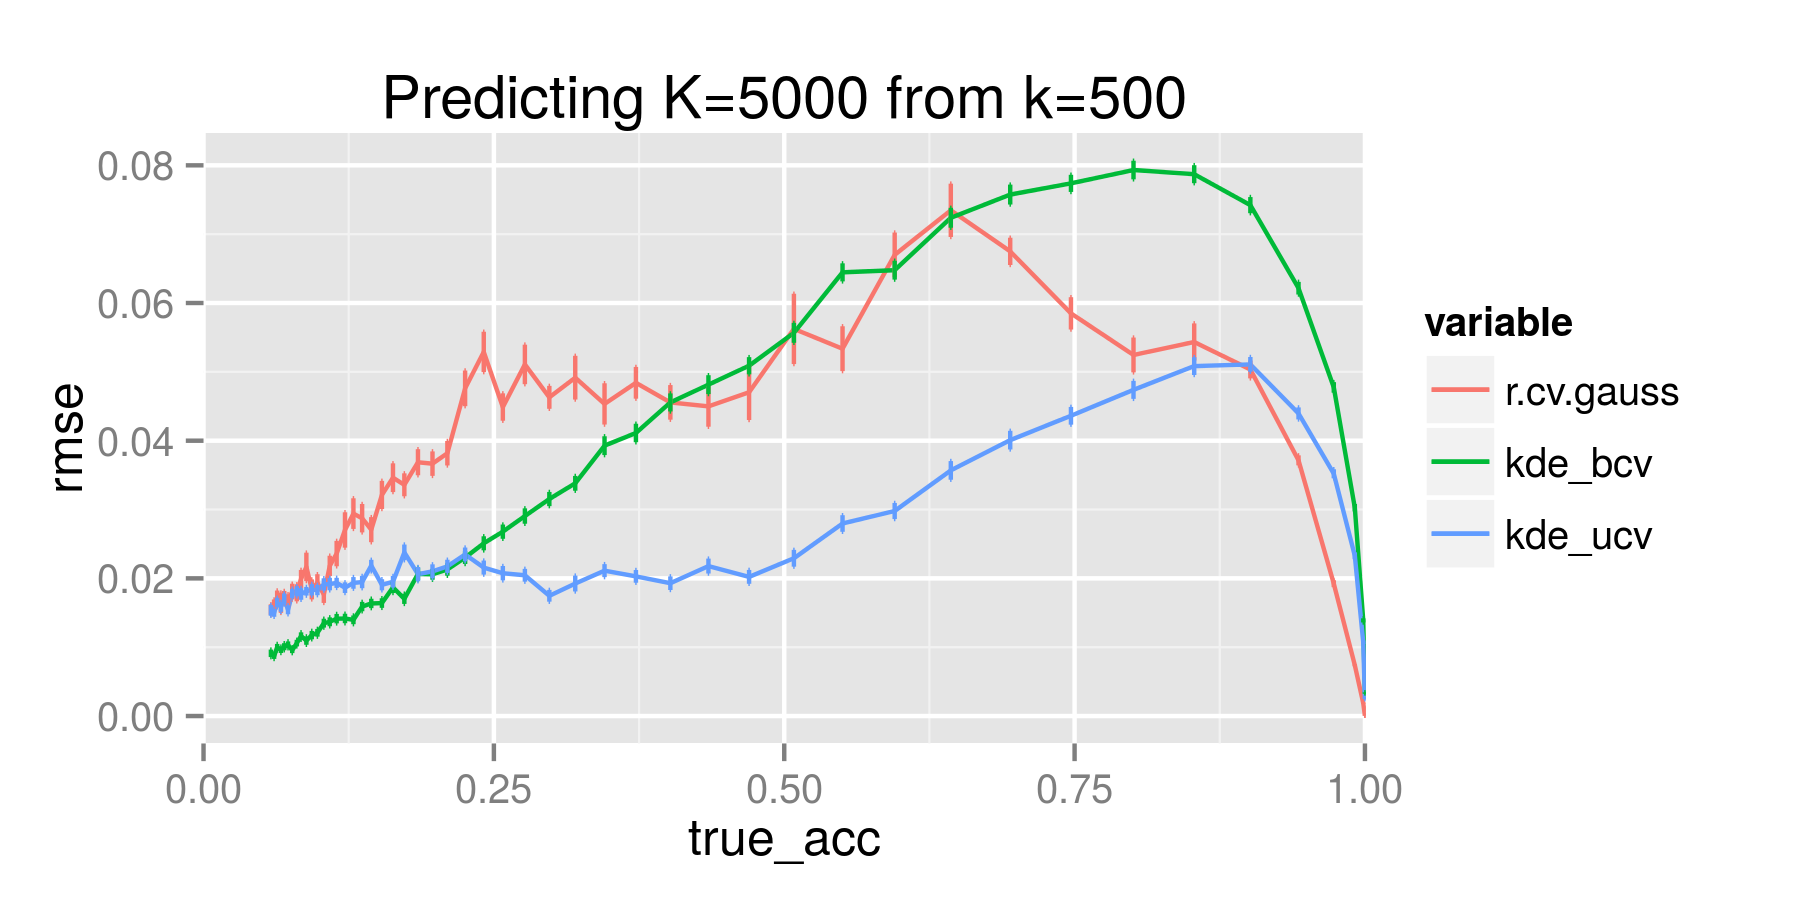 Predicting K=5000 from k=500
0.08
0.06
0.04
0.02
0.00
rmse
0.00 0.25 0.50 0.75 1.00
true_acc
variable
r.cv.gauss
kde_bcv
kde_ucv